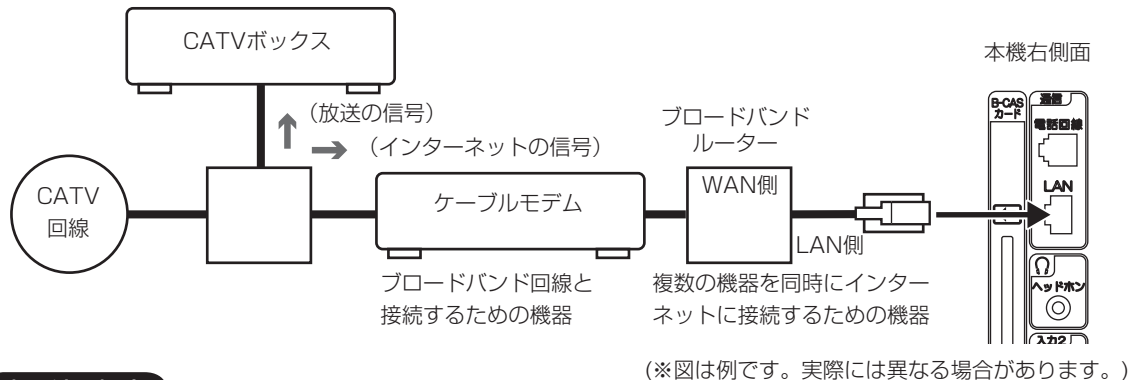 CATVボックス
本機右側面
(放送の信号)
(インターネットの信号)
ブロードバンド
ルーター
B-CAS
カード
通信
電話回線
CATV
回線
ケーブルモデム
WAN側
LAN
LAN側
ブロードバンド回線と
接続するための機器
複数の機器を同時にインター
ネットに接続するための機器
ヘッドホン
入力2
(※図は例です。実際には異なる場合があります。)